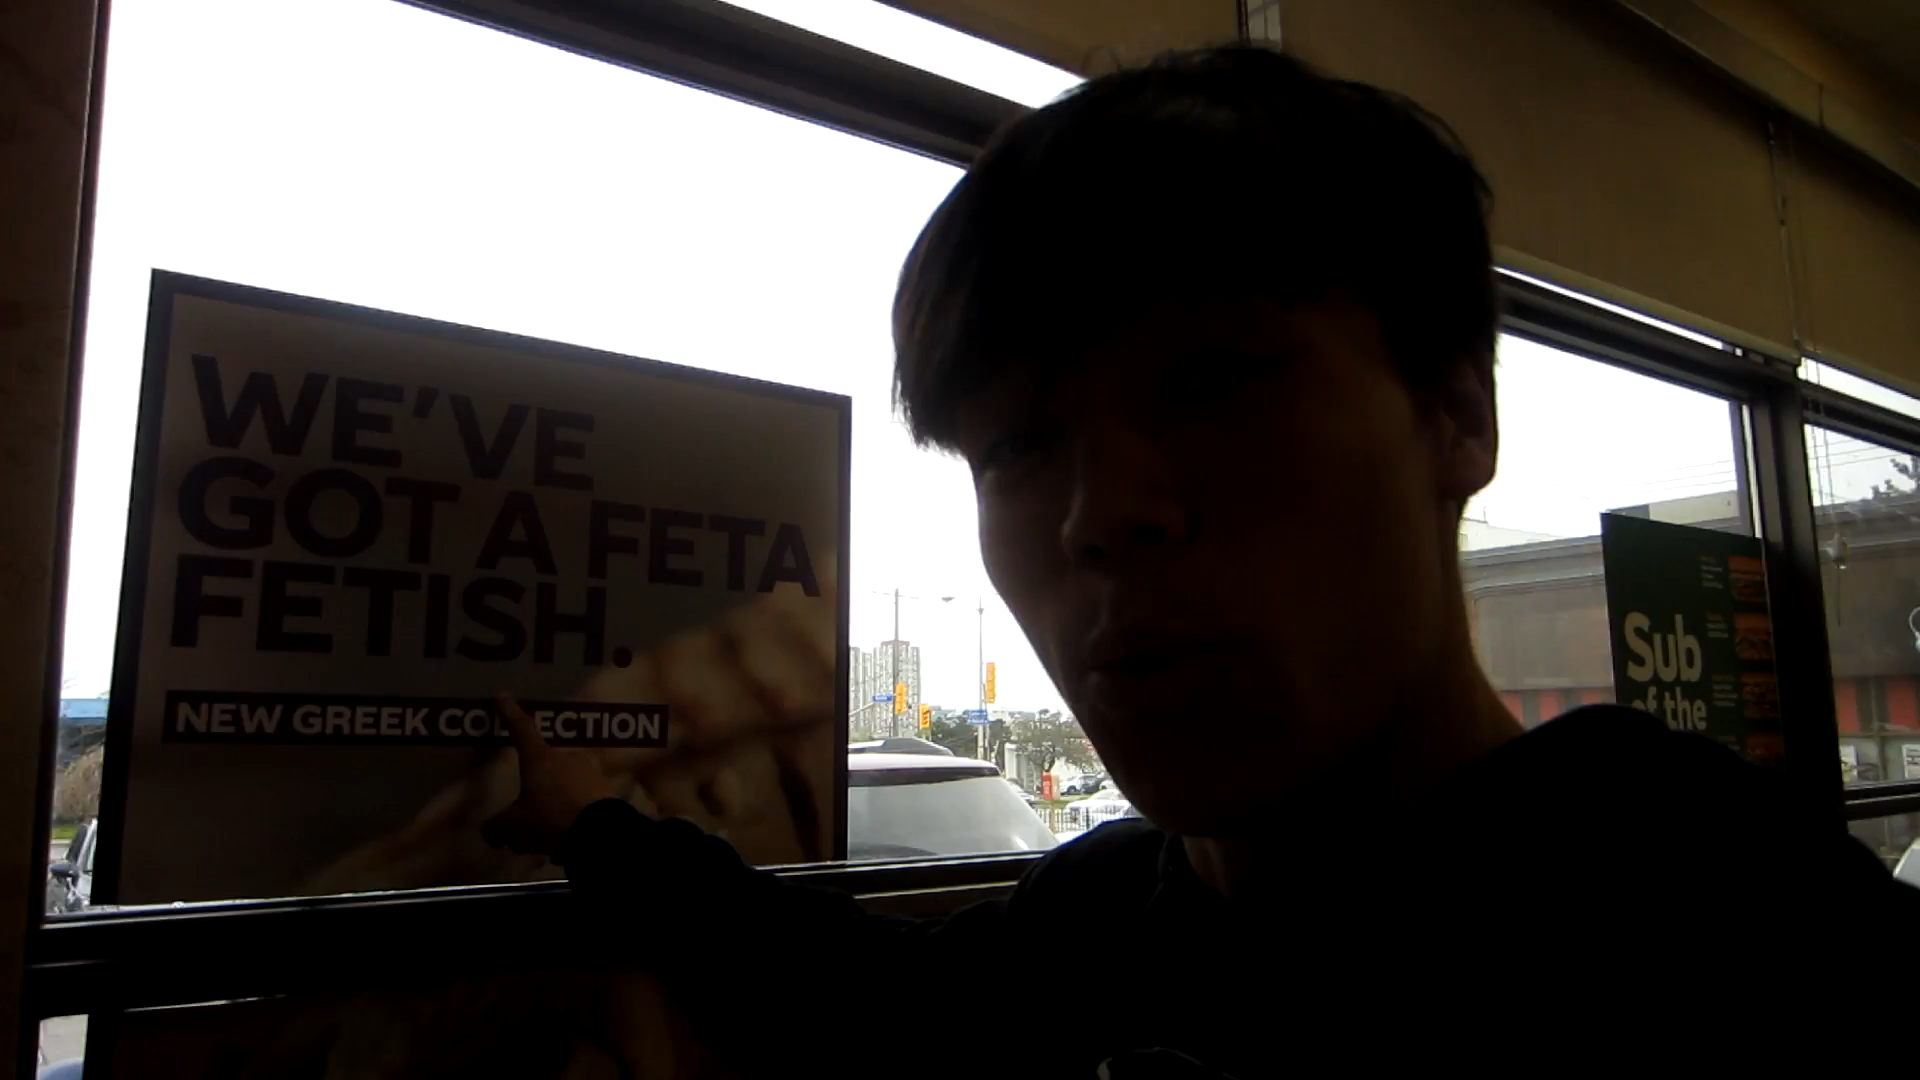 WE'VE
GOT A FETA
FETISH.
NEW GREEK COLLECTION
Sub
of the